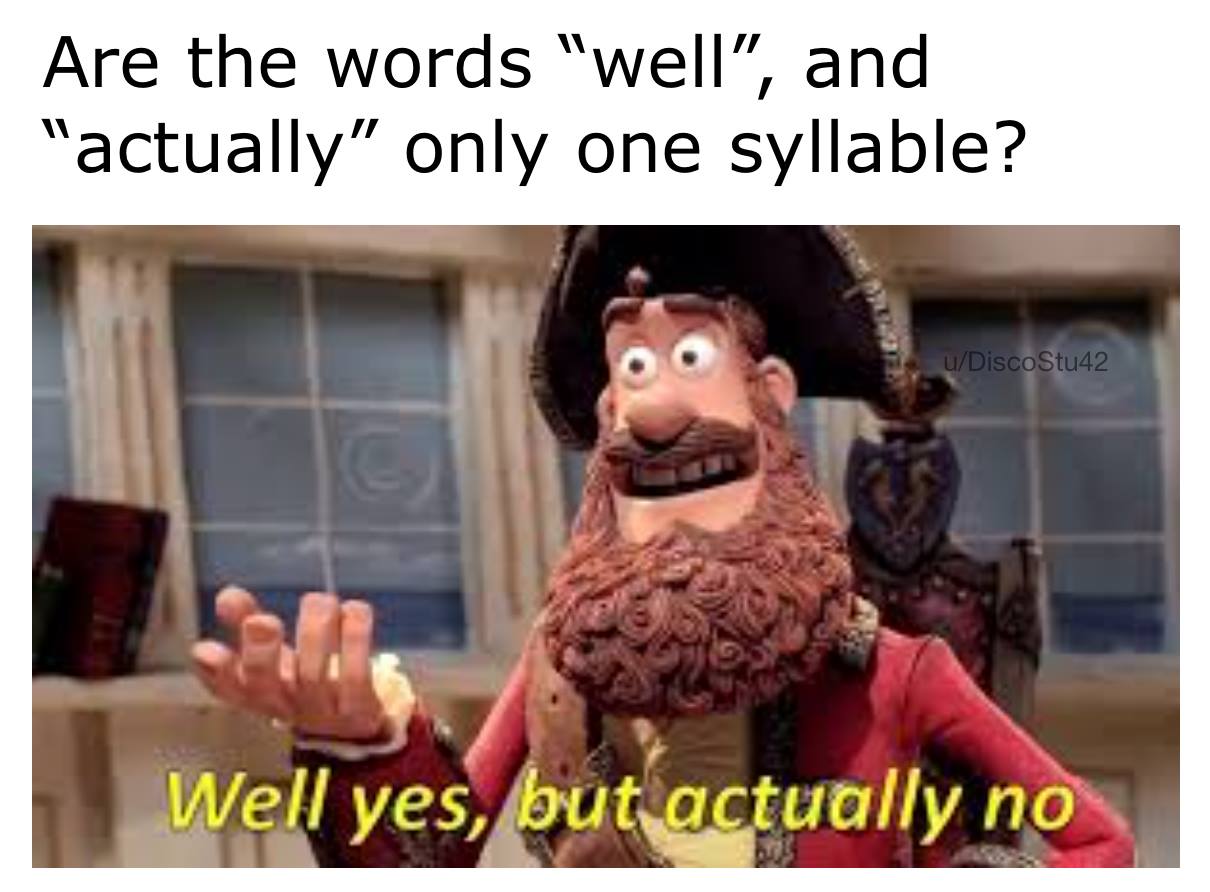 Are the words “well”, and
“actually” only one syllable?
u/DiscoStu42
Well yes, but actually no